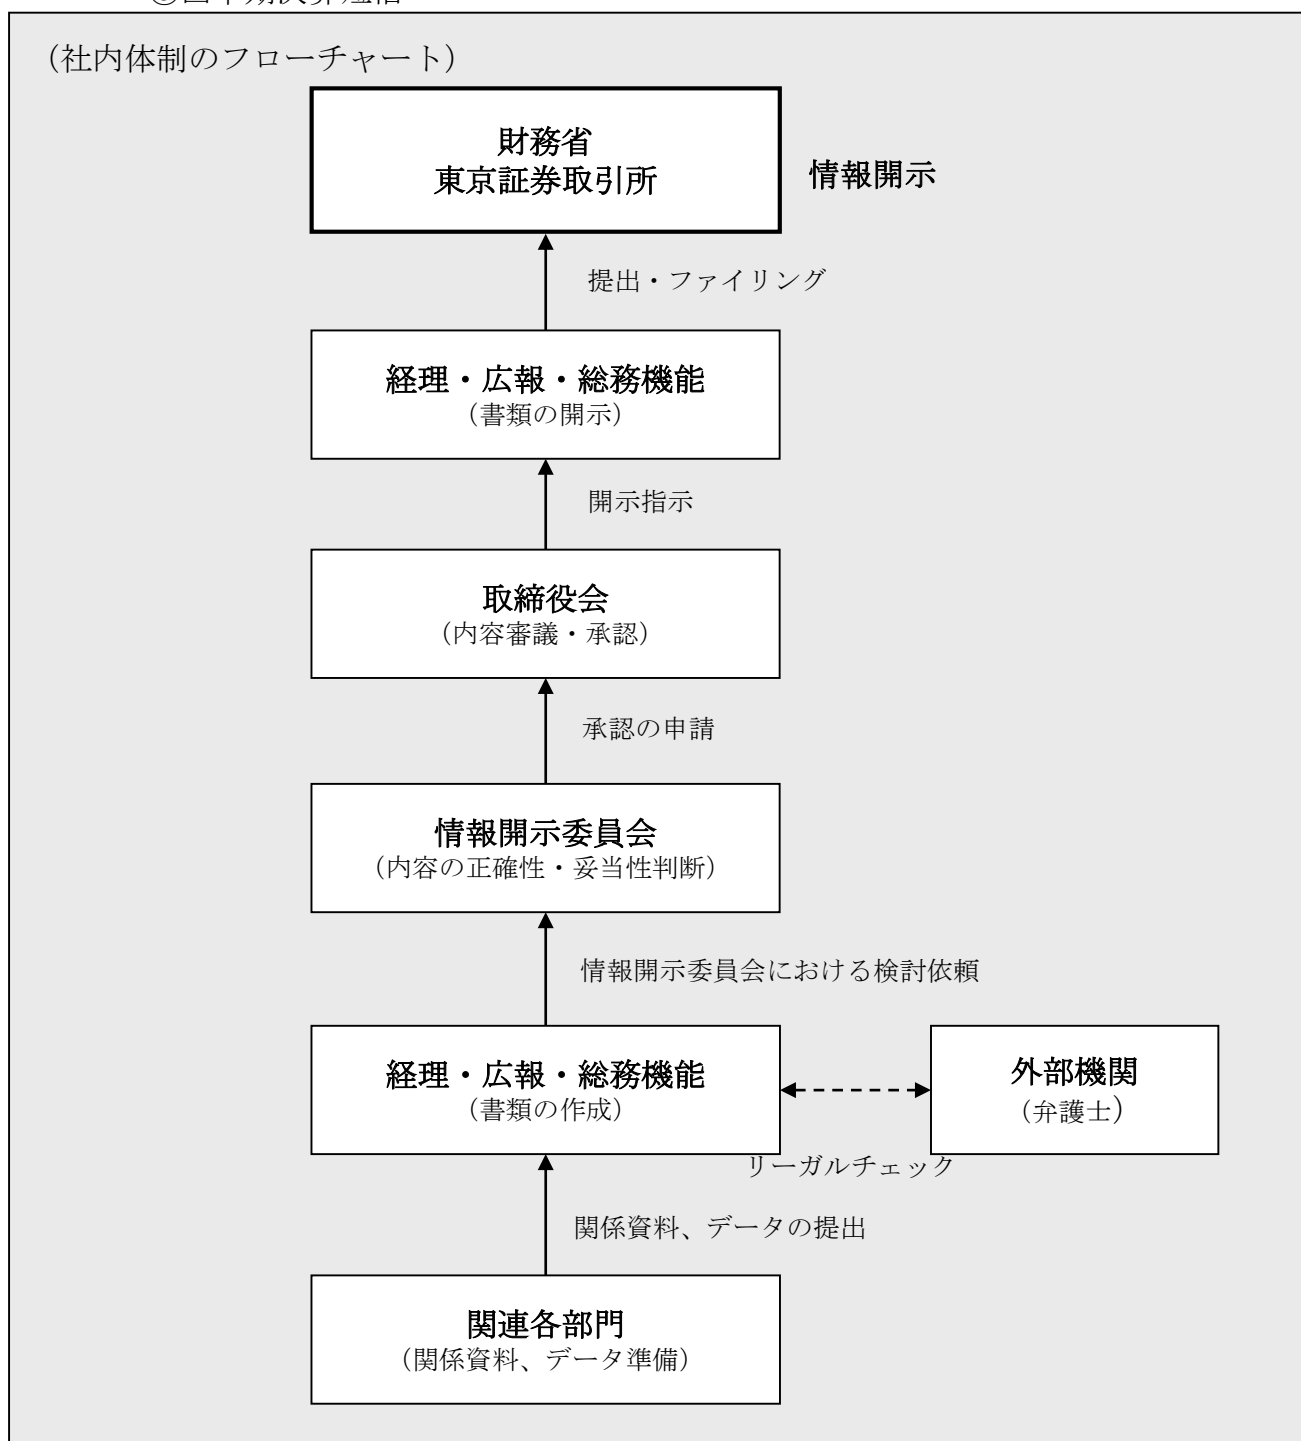 （社内体制のフローチャート）
財務省
東京証券取引所
情報開示
提出・ファイリング
経理・広報・総務機能
（書類の開示）
開示指示
取締役会
（内容審議・承認）
承認の申請
情報開示委員会
（内容の正確性・妥当性判断）
情報開示委員会における検討依頼
経理・広報・総務機能
（書類の作成）
外部機関
（弁護士）
リーガルチェック
関係資料、データの提出
関連各部門
（関係資料、データ準備）